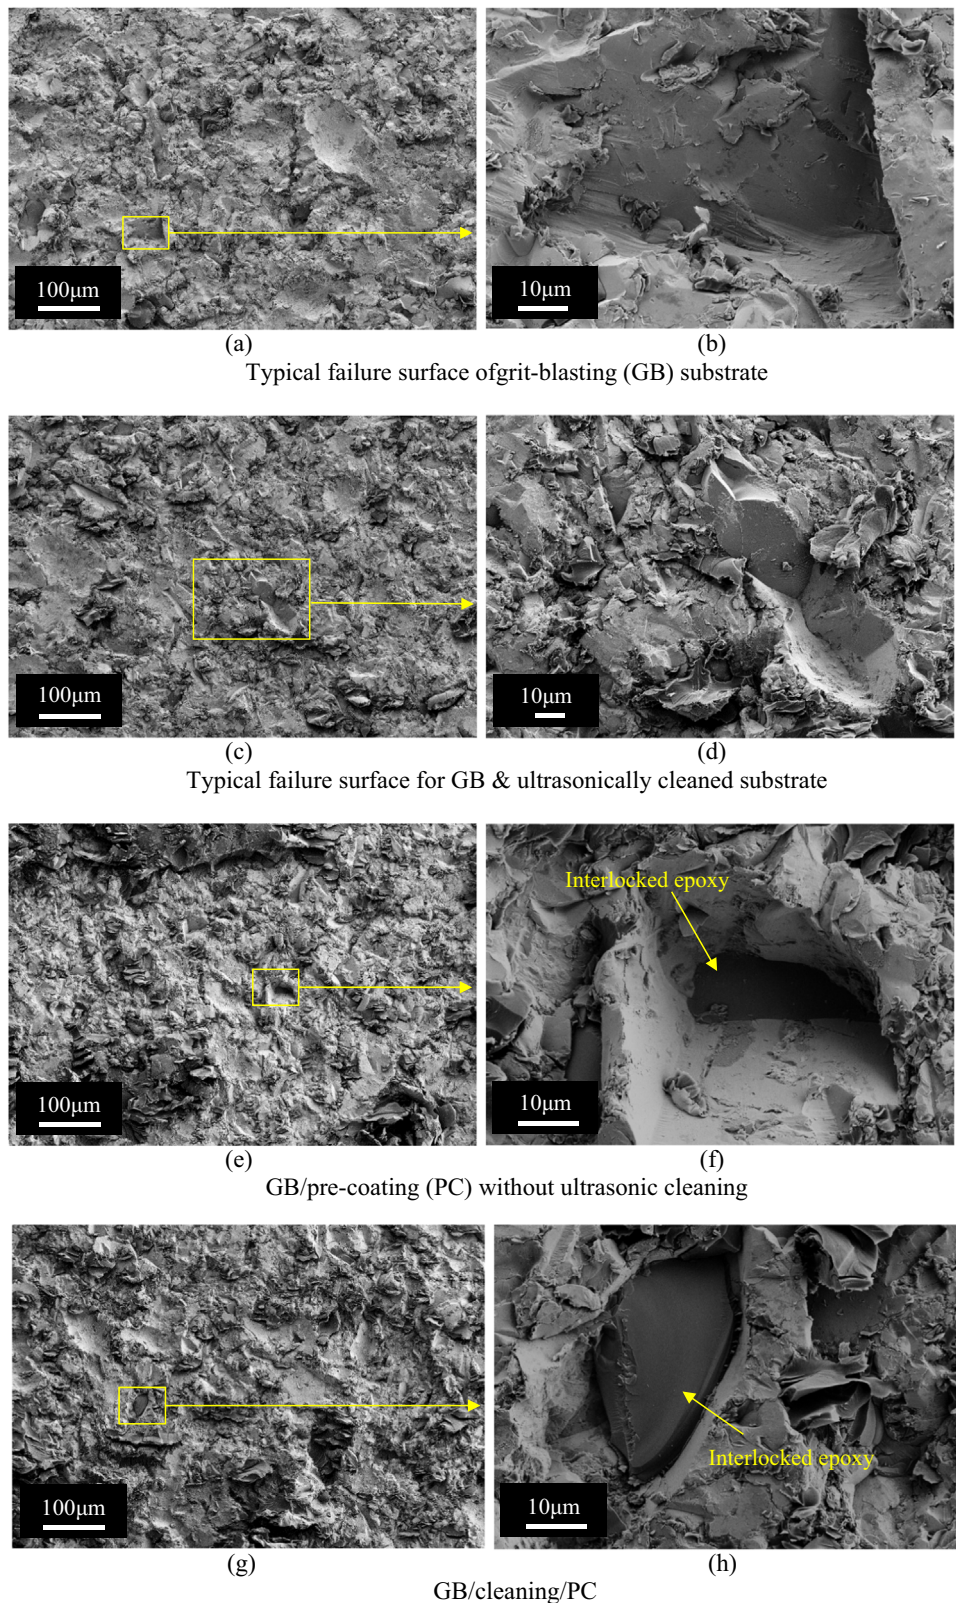 100μm
10μm
(a)
(b)
Typical failure surface ofgrit-blasting (GB) substrate
100μm
10μm
(c)
(d)
Typical failure surface for GB & ultrasonically cleaned substrate
Interlocked epoxy
100μm
10μm
(e)
(f)
GB/pre-coating (PC) without ultrasonic cleaning
Interlocked epoxy
100μm
10μm
(g)
(h)
GB/cleaning/PC